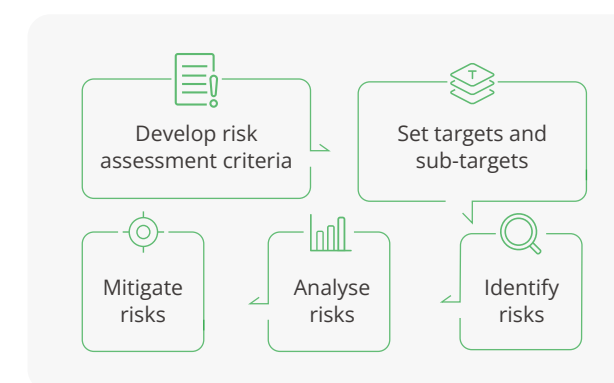 Develop risk
assessment criteria
T
Set targets and
sub-targets
Mitigate
risks
Analyse
risks
Identify
risks